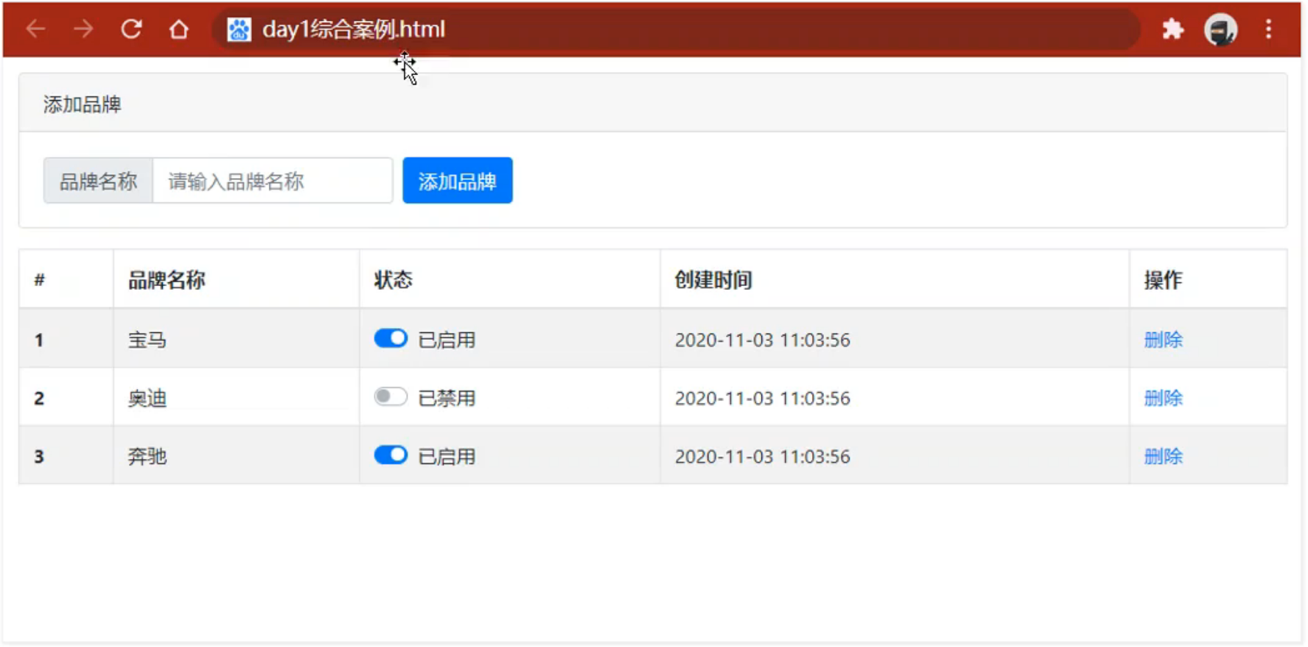 day1综合案例.html
添加品牌
品牌名称 请输入品牌名称 添加品牌
# 品牌名称 状态 创建时间 操作
1 宝马 已启用 2020-11-03 11:03:56 删除
2 奥迪 已禁用 2020-11-03 11:03:56 删除
3 奔驰 已启用 2020-11-03 11:03:56 删除